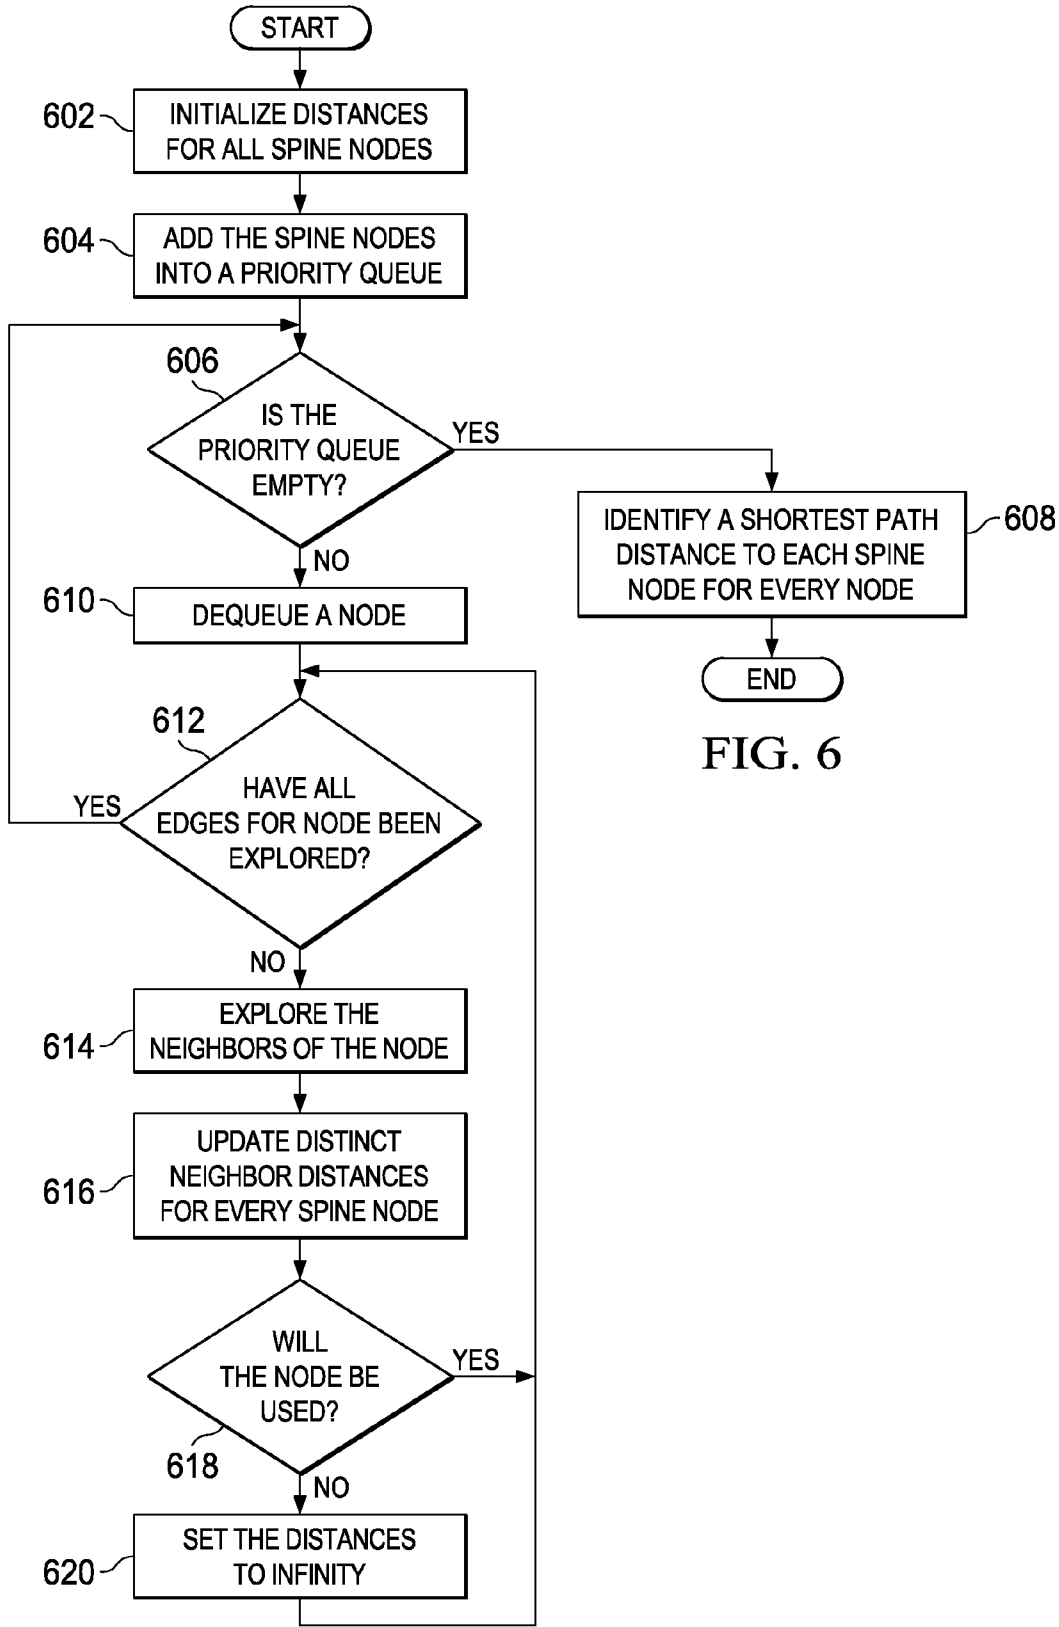 START
602
INITIALIZE DISTANCES
FOR ALL SPINE NODES
604
ADD THE SPINE NODES
INTO A PRIORITY QUEUE
606
IS THE
PRIORITY QUEUE
EMPTY?
YES
NO
608
IDENTIFY A SHORTEST PATH
DISTANCE TO EACH SPINE
NODE FOR EVERY NODE
END
FIG. 6
610
DEQUEUE A NODE
612
HAVE ALL
EDGES FOR NODE BEEN
EXPLORED?
YES
NO
614
EXPLORE THE
NEIGHBORS OF THE NODE
616
UPDATE DISTINCT
NEIGHBOR DISTANCES
FOR EVERY SPINE NODE
WILL
THE NODE BE
USED?
YES
618
NO
620
SET THE DISTANCES
TO INFINITY